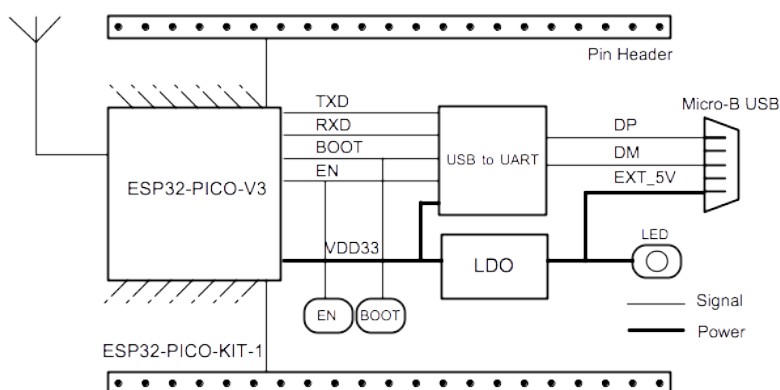 Pin Header
Micro-B USB
TXD
RXD
BOOT
EN
ESP32-PICO-V3
USB to UART
DP
DM
EXT_5V
VDD33
LDO
LED
EN
BOOT
Signal
Power
ESP32-PICO-KIT-1